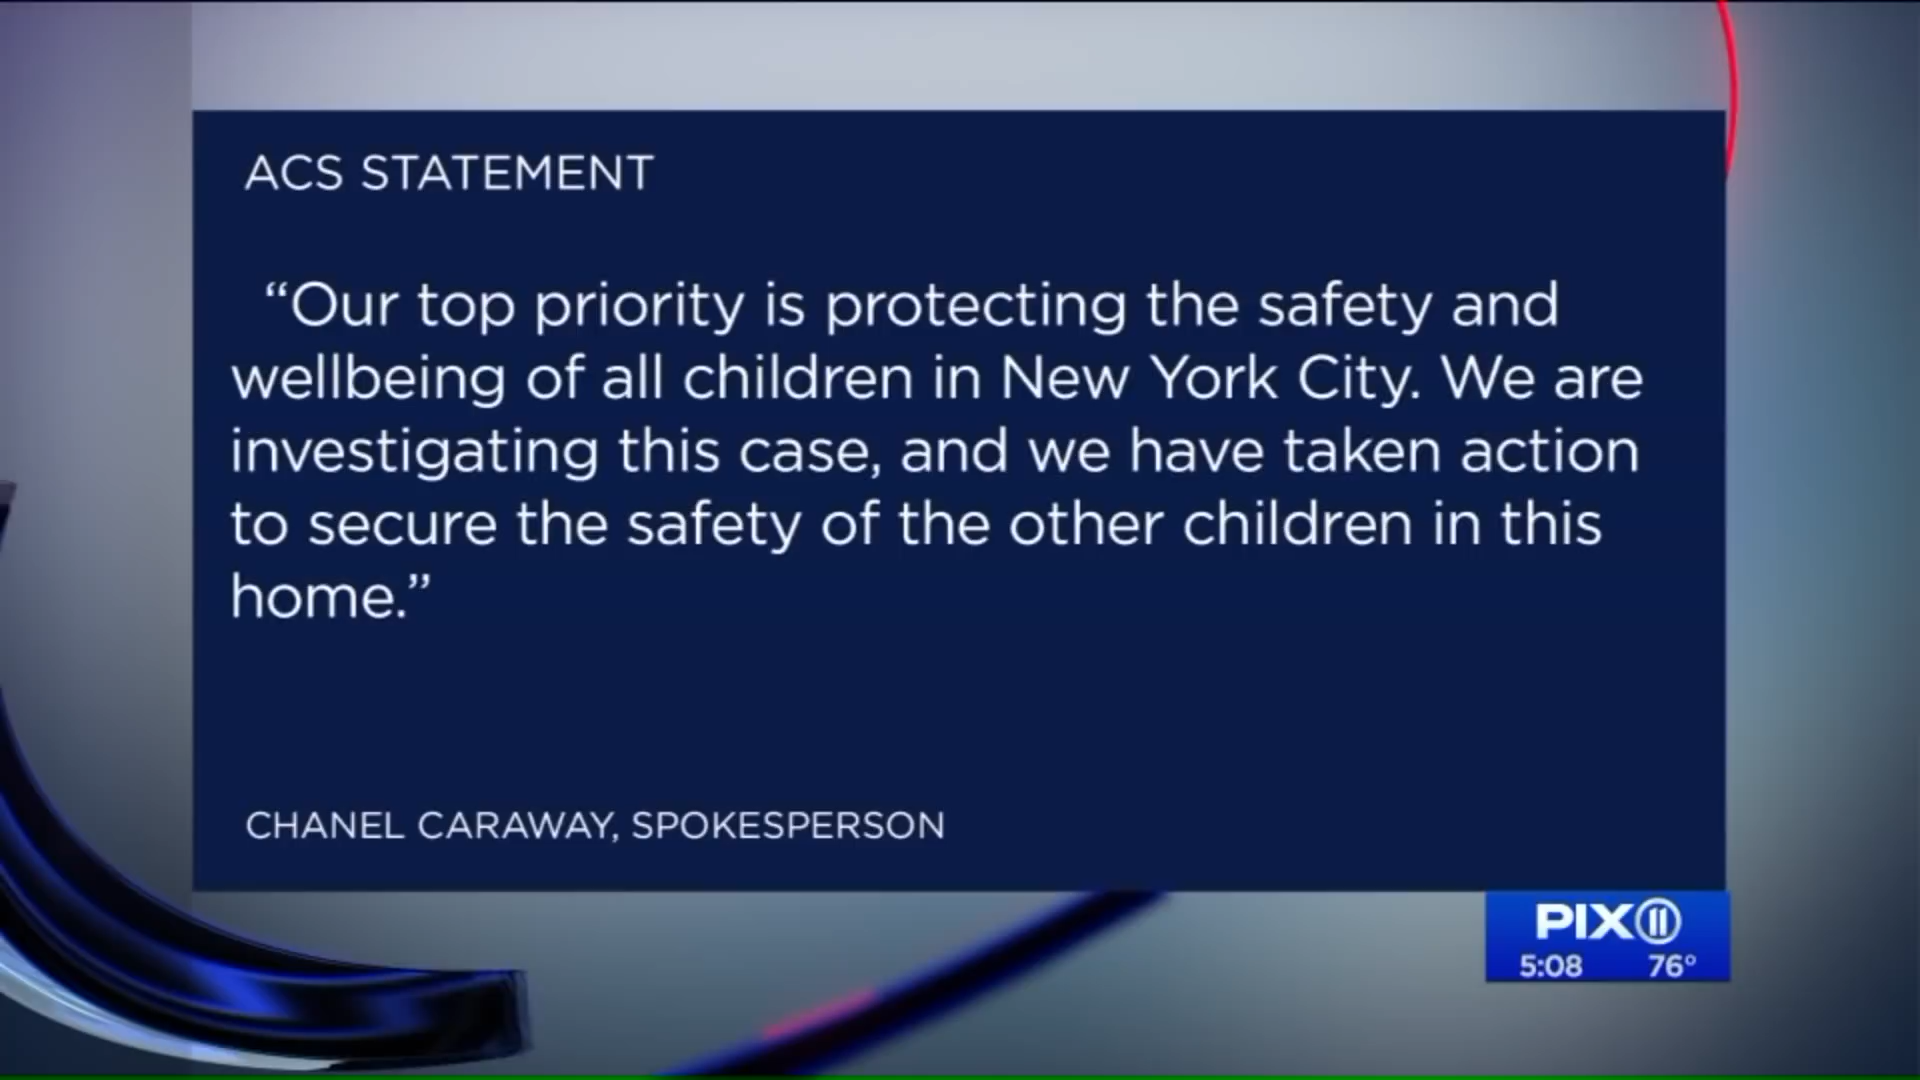 ACS STATEMENT
“Our top priority is protecting the safety and
wellbeing of all children in New York City. We are
investigating this case, and we have taken action
to secure the safety of the other children in this
home.”
CHANEL CARAWAY, SPOKESPERSON
PIX11
5:08 76°